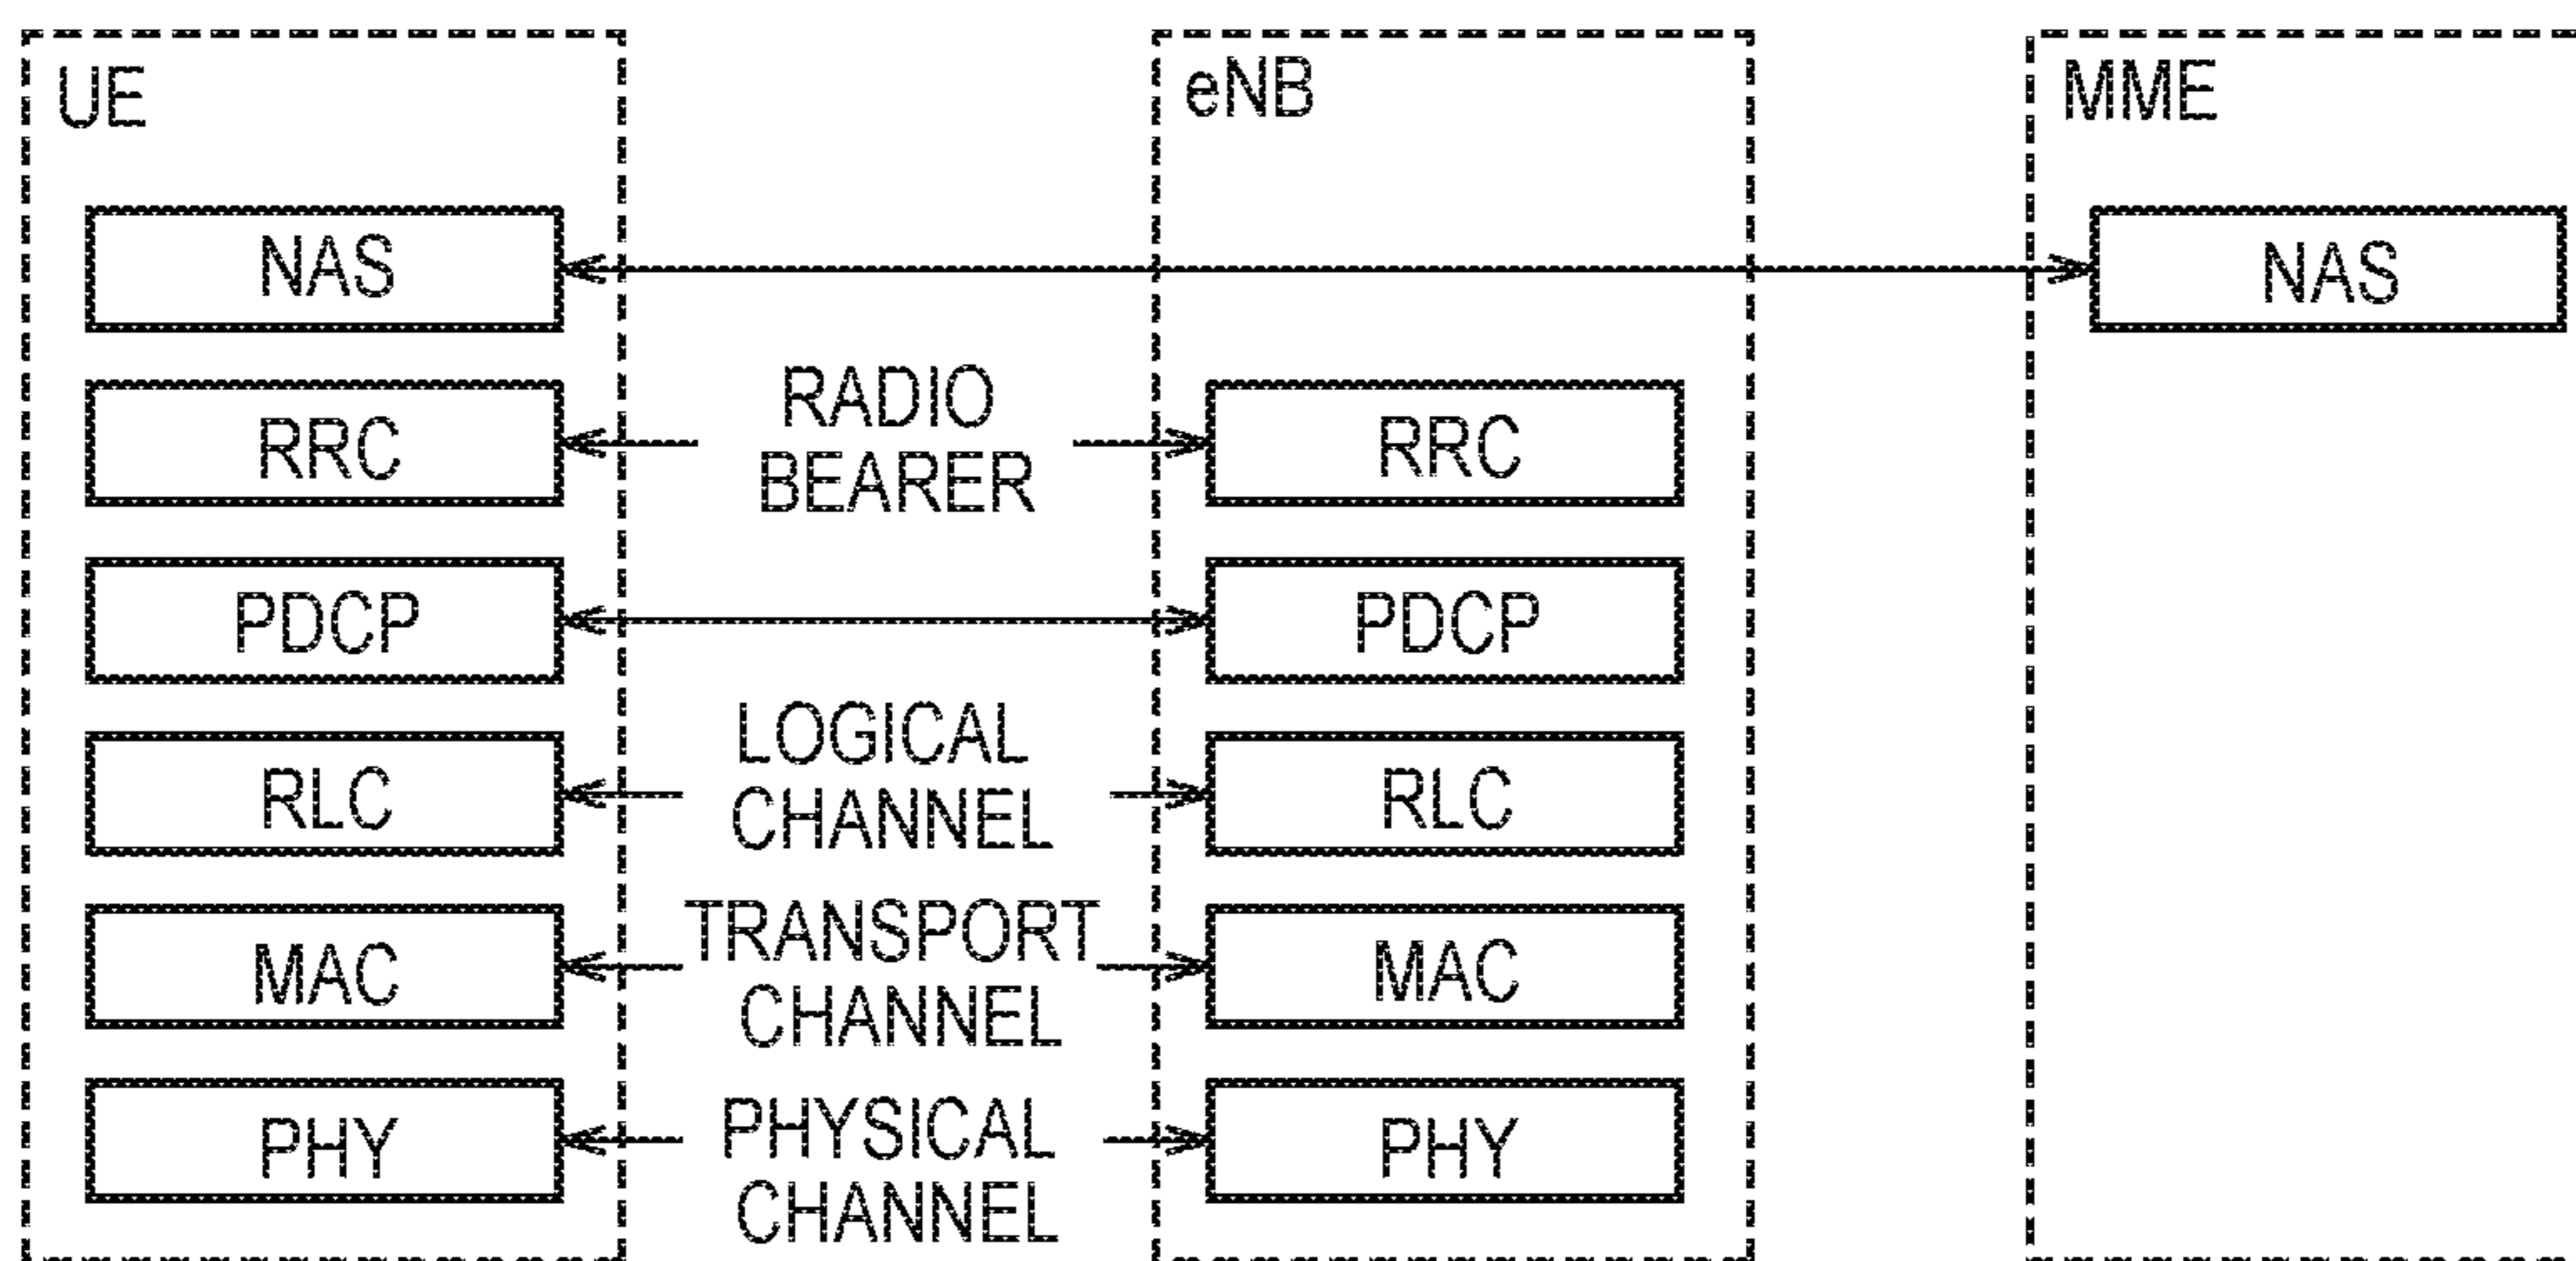 UE
eNB
MME
NAS
NAS
RRC
RADIO
BEARER
RRC
PDCP
PDCP
RLC
LOGICAL
CHANNEL
RLC
MAC
TRANSPORT
CHANNEL
MAC
PHY
PHYSICAL
CHANNEL
PHY